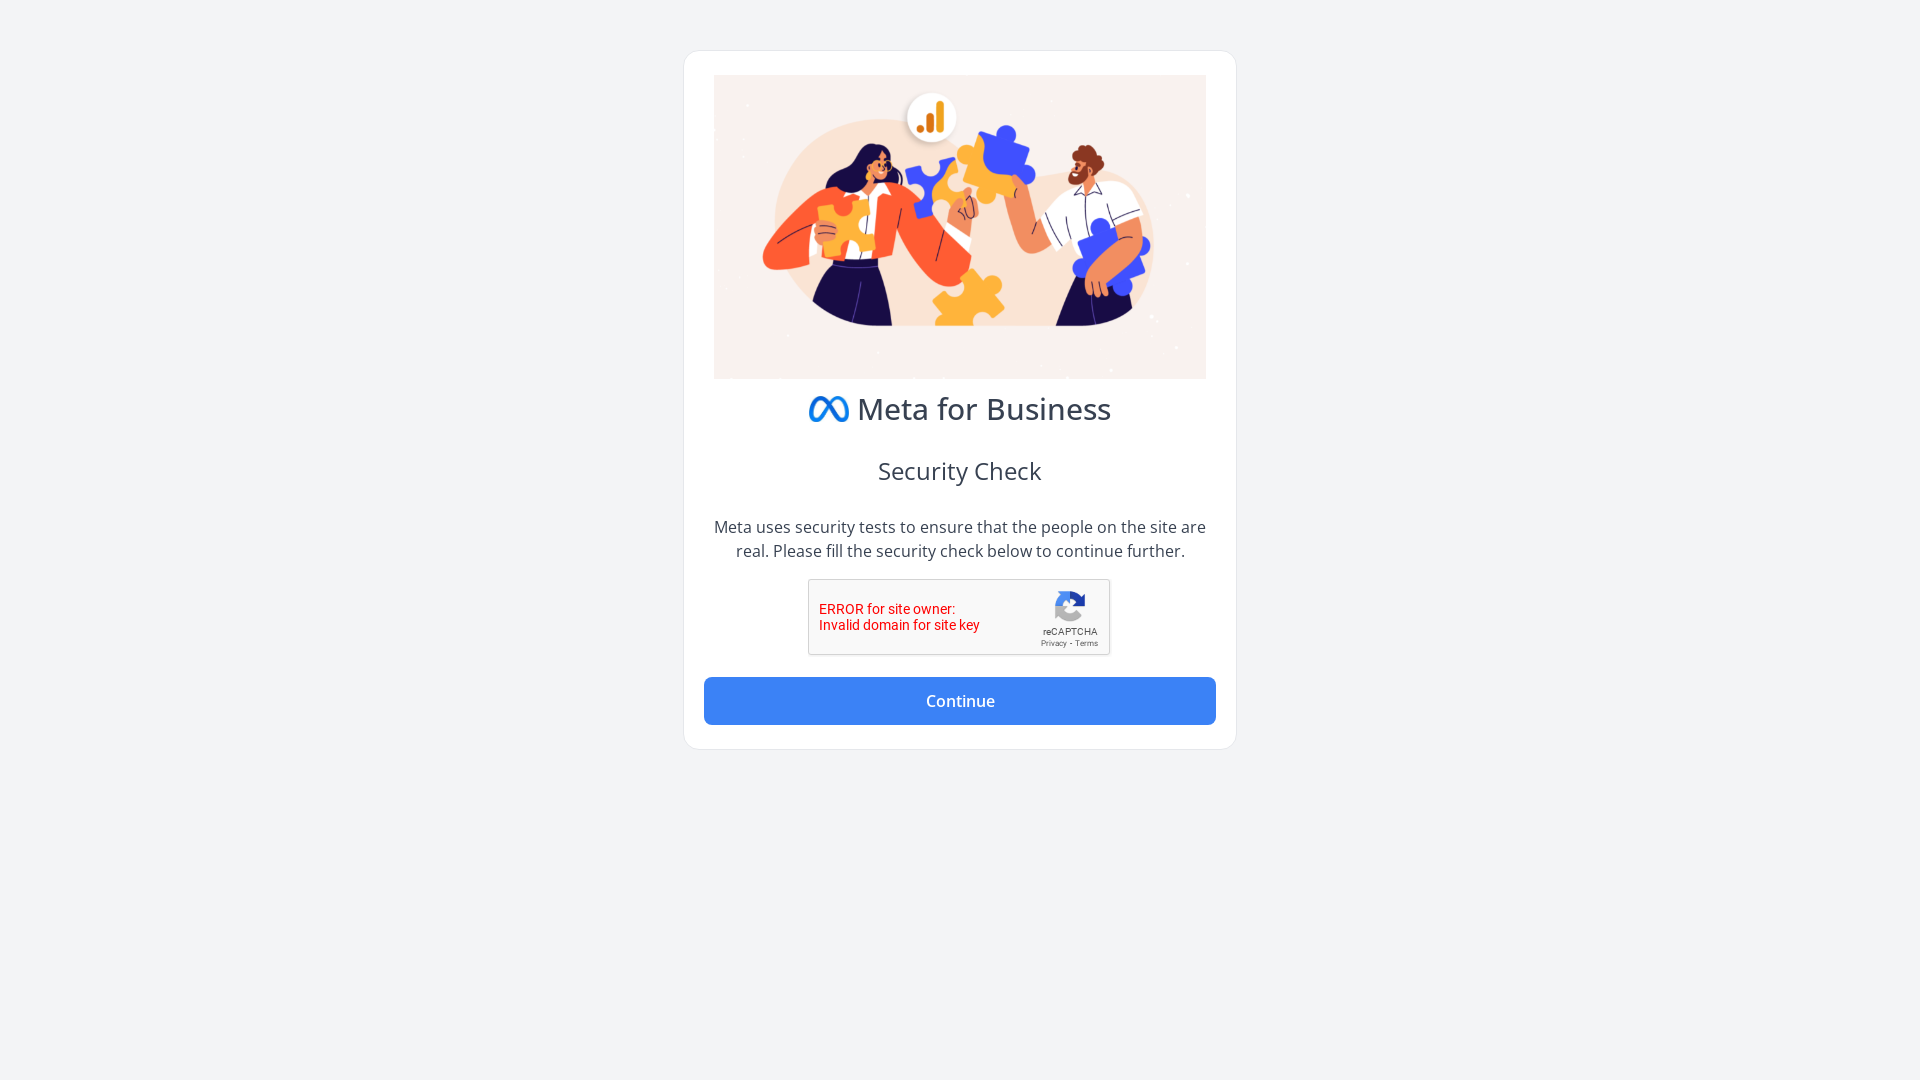 Meta for Business
Security Check
Meta uses security tests to ensure that the people on the site are
real. Please fill the security check below to continue further.
ERROR for site owner:
Invalid domain for site key
reCAPTCHA
Privacy - Terms
Continue